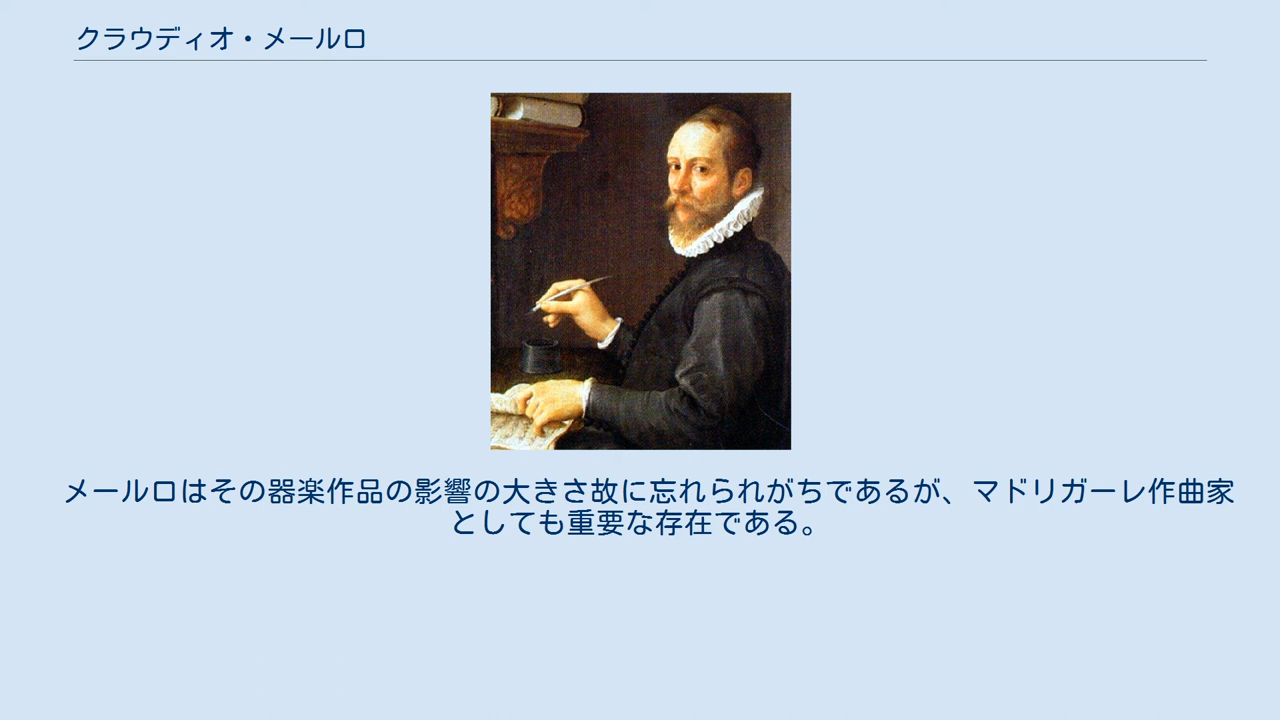 クラウディオ・メールロ
メールロはその器楽作品の影響の大きさ故に忘れられがちであるが、マドリガーレ作曲家
としても重要な存在である。